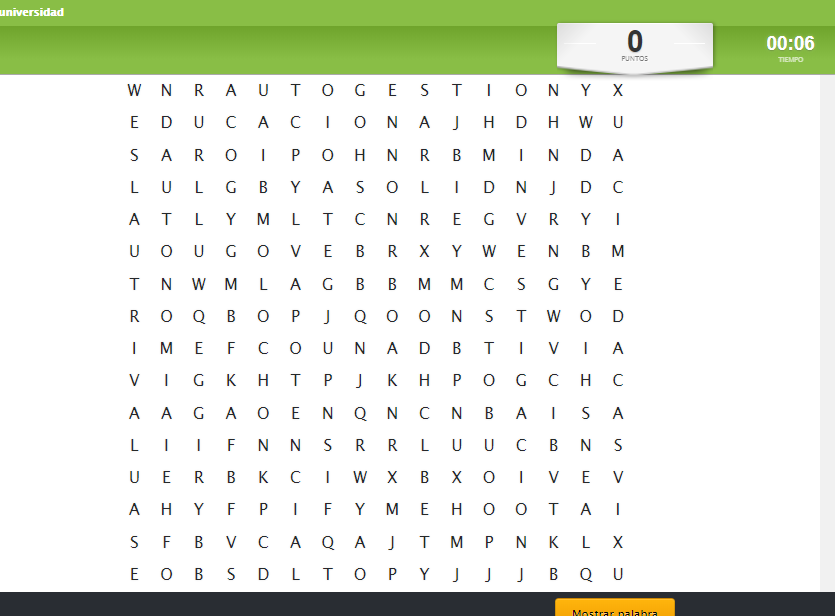 universidad
0
PUNTOS
00:06
TIEMPO
W N R A U T O G E S T I O N Y X
E D U C A C I O N A J H D H W U
S A R O I P O H N R B M I N D A
L U L G B Y A S O L I D N J D C
A T L Y M L T C N R E G V R Y I
U O U G O V E B R X Y W E N B M
T N W M L A G B B M M C S G Y E
R O Q B O P J Q O O N S T W O D
I M E F C O U N A D B T I V I A
V I G K H T P J K H P O G C H C
A A G A O E N Q N C N B A I S A
L I I F N N S R R L U U C B N S
U E R B K C I W X B X O I V E V
A H Y F P I F Y M E H O O T A I
S F B V C A Q A J T M P N K L X
E O B S D L T O P Y J J J B Q U
Mostrar palabra